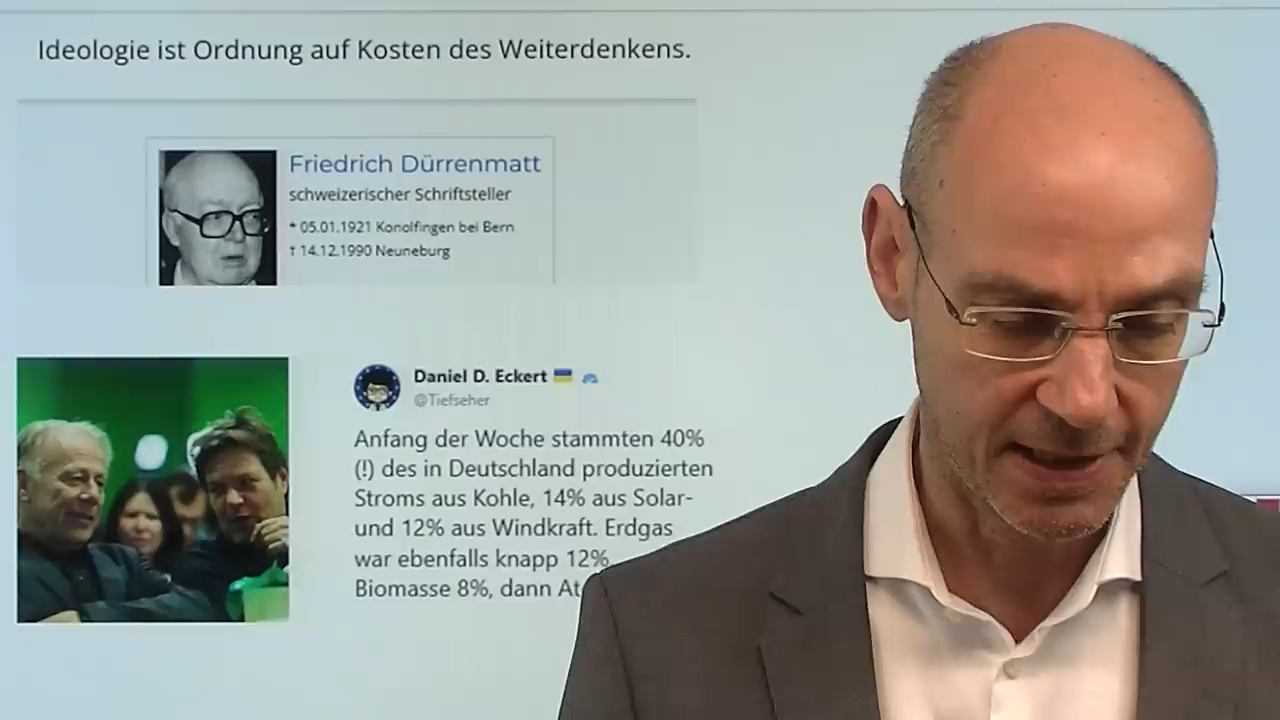 Ideologie ist Ordnung auf Kosten des Weiterdenkens.
Friedrich Dürrenmatt
schweizerischer Schriftsteller
* 05.01.1921 Konolfingen bei Bern
† 14.12.1990 Neuneburg
Daniel D. Eckert
@Tiefseher
Anfang der Woche stammten 40%
(!) des in Deutschland produzierten
Stroms aus Kohle, 14% aus Solar-
und 12% aus Windkraft. Erdgas
war ebenfalls knapp 12%
Biomasse 8%, dann